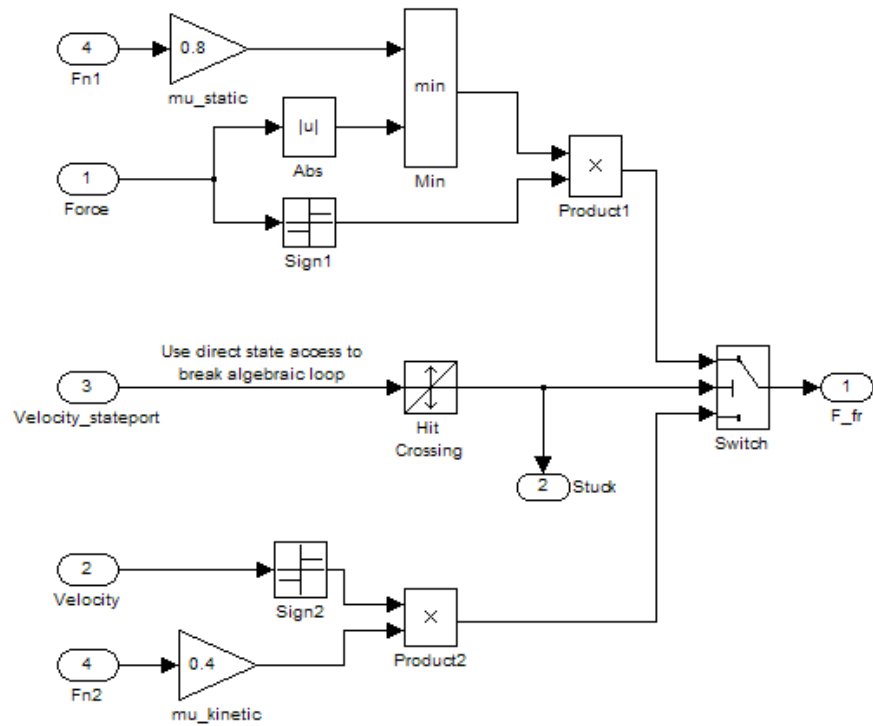 4
Fn1
0.8
mu_static
min
Min
|u|
Abs
1
Force
Sign1
×
Product1
Use direct state access to
break algebraic loop
3
Velocity_stateport
Hit
Crossing
Switch
1
F_fr
2
Stuck
2
Velocity
Sign2
×
Product2
4
Fn2
0.4
mu_kinetic